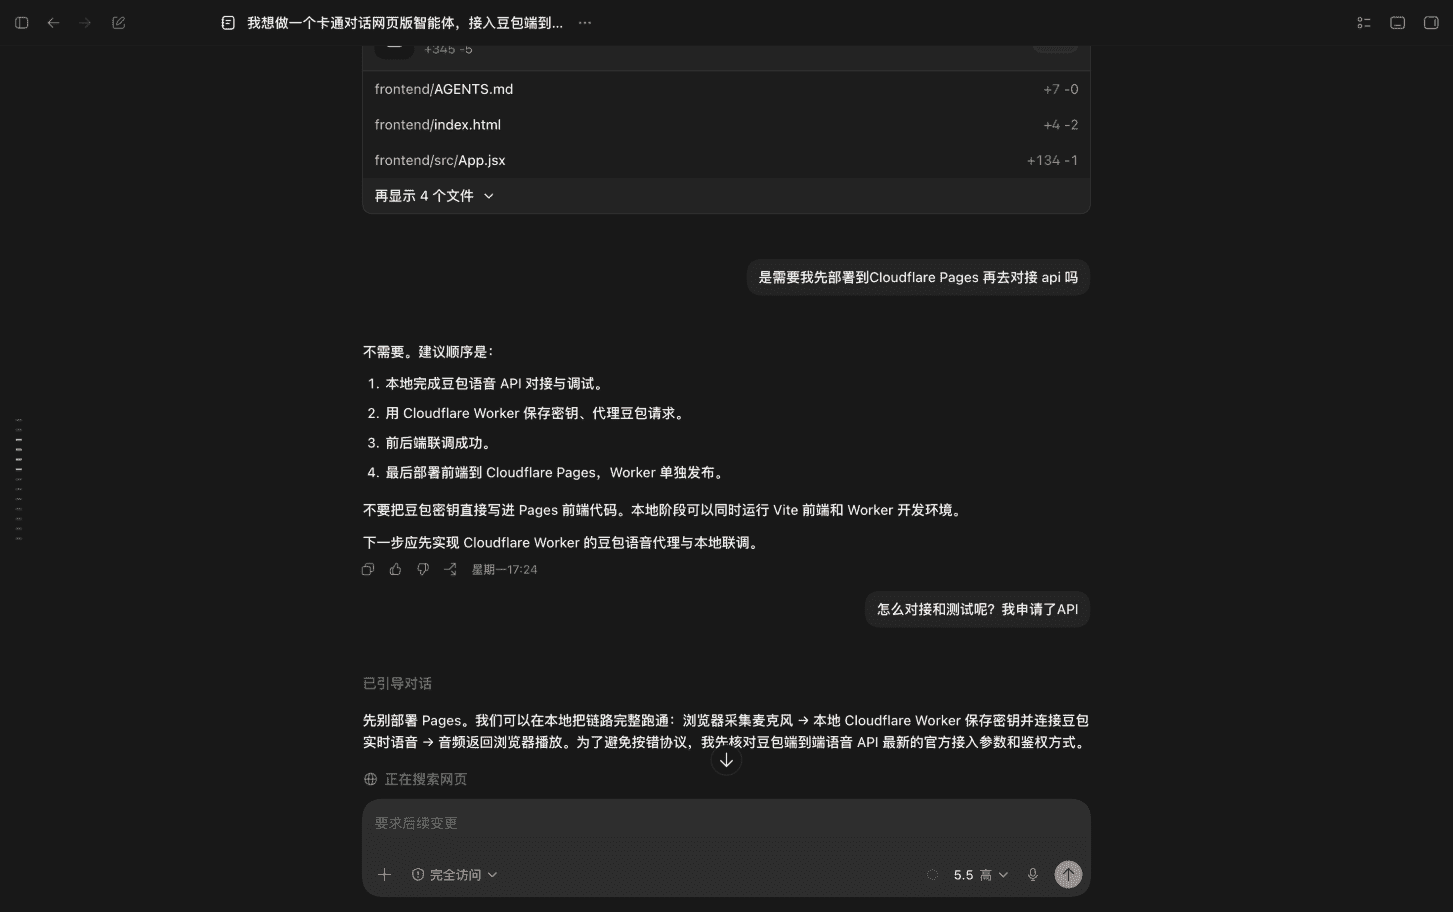 我想做一个卡通对话网页版智能体，接入豆包端到... ···
+345 -5
frontend/AGENTS.md +7 -0
frontend/index.html +4 -2
frontend/src/App.jsx +134 -1
再显示 4 个文件
是需要我先部署到Cloudflare Pages 再去对接 api 吗
不需要。建议顺序是：
1. 本地完成豆包语音 API 对接与调试。
2. 用 Cloudflare Worker 保存密钥、代理豆包请求。
3. 前后端联调成功。
4. 最后部署前端到 Cloudflare Pages，Worker 单独发布。
不要把豆包密钥直接写进 Pages 前端代码。本地阶段可以同时运行 Vite 前端和 Worker 开发环境。
下一步应先实现 Cloudflare Worker 的豆包语音代理与本地联调。
星期一17:24
怎么对接和测试呢？我申请了API
已引导对话
先别部署 Pages。我们可以在本地把链路完整跑通：浏览器采集麦克风 → 本地 Cloudflare Worker 保存密钥并连接豆包
实时语音 → 音频返回浏览器播放。为了避免按错协议，我先核对豆包端到端语音 API 最新的官方接入参数和鉴权方式。
正在搜索网页
要求后续变更
完全访问
5.5 高